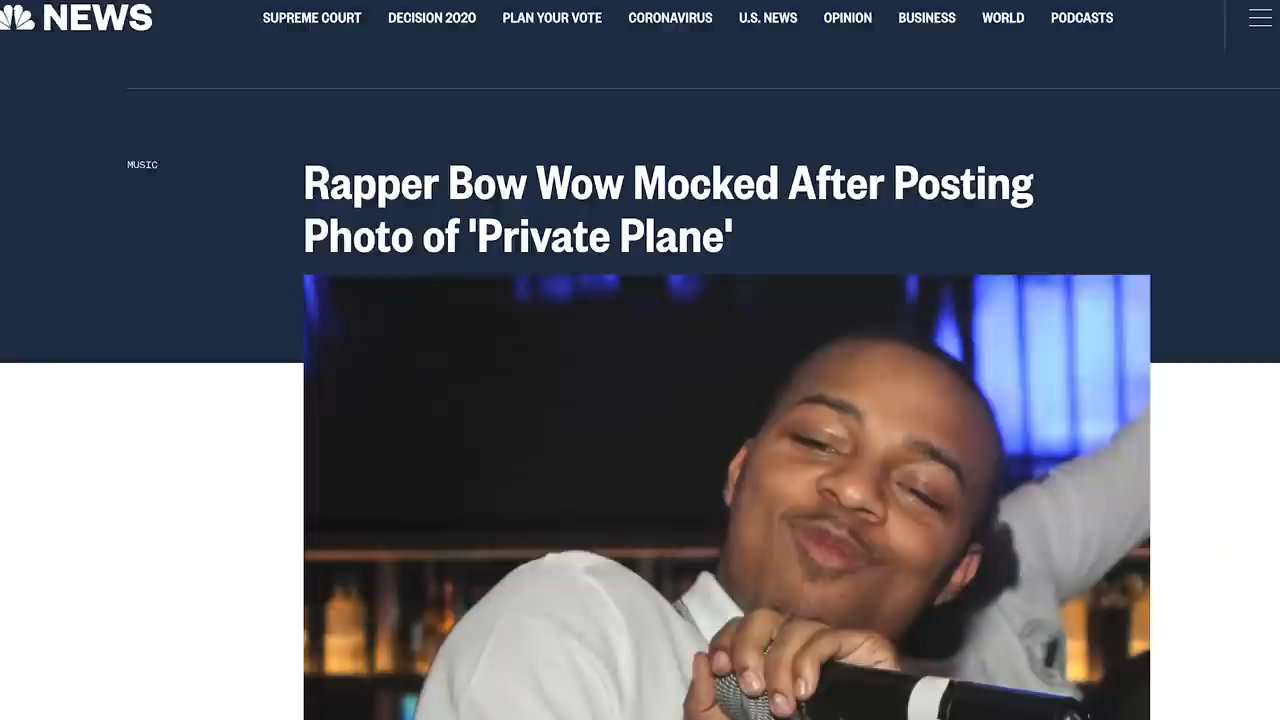 NEWS
SUPREME COURT DECISION 2020 PLAN YOUR VOTE CORONAVIRUS U.S. NEWS OPINION BUSINESS WORLD PODCASTS
MUSIC
Rapper Bow Wow Mocked After Posting
Photo of 'Private Plane'